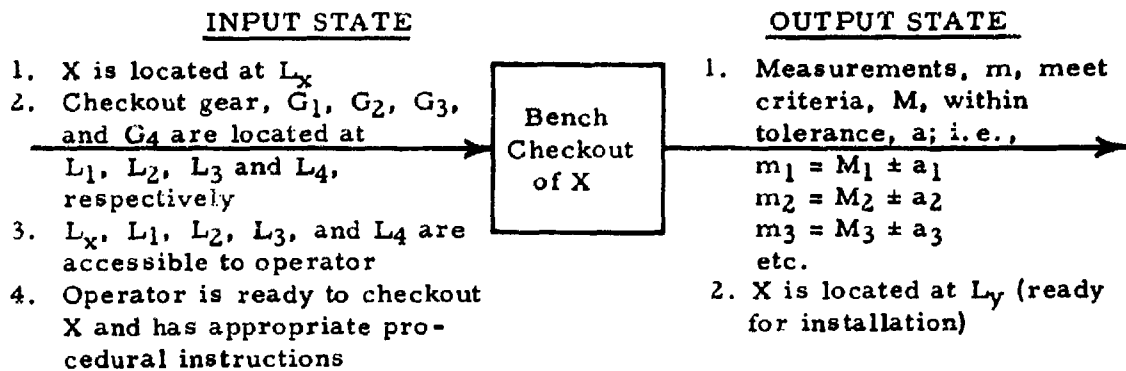 INPUT STATE
1. X is located at Lx
2. Checkout gear, G1, G2, G3,
and G4 are located at
L1, L2, L3 and L4,
respectively
3. Lx, L1, L2, L3, and L4 are
accessible to operator
4. Operator is ready to checkout
X and has appropriate pro-
cedural instructions
Bench
Checkout
of X
OUTPUT STATE
1. Measurements, m, meet
criteria, M, within
tolerance, a; i.e.,
m1 = M1 ± a1
m2 = M2 ± a2
m3 = M3 ± a3
etc.
2. X is located at Ly (ready
for installation)